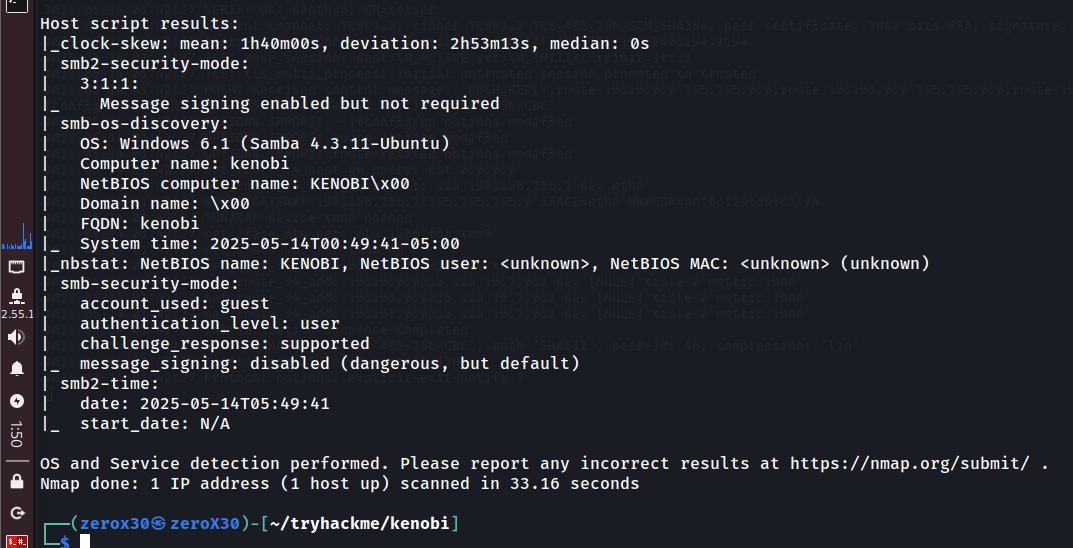 Host script results:
|_clock-skew: mean: 1h40m00s, deviation: 2h53m13s, median: 0s
| smb2-security-mode:
|   3:1:1:
|_    Message signing enabled but not required
| smb-os-discovery:
|   OS: Windows 6.1 (Samba 4.3.11-Ubuntu)
|   Computer name: kenobi
|   NetBIOS computer name: KENOBI\x00
|   Domain name: \x00
|   FQDN: kenobi
|_  System time: 2025-05-14T00:49:41-05:00
|_nbstat: NetBIOS name: KENOBI, NetBIOS user: <unknown>, NetBIOS MAC: <unknown> (unknown)
| smb-security-mode:
|   account_used: guest
|   authentication_level: user
|   challenge_response: supported
|_  message_signing: disabled (dangerous, but default)
| smb2-time:
|   date: 2025-05-14T05:49:41
|_  start_date: N/A
OS and Service detection performed. Please report any incorrect results at https://nmap.org/submit/ .
Nmap done: 1 IP address (1 host up) scanned in 33.16 seconds
┌──(zerox30㉿zeroX30)-[~/tryhackme/kenobi]
└─$
2.55.1
1:50